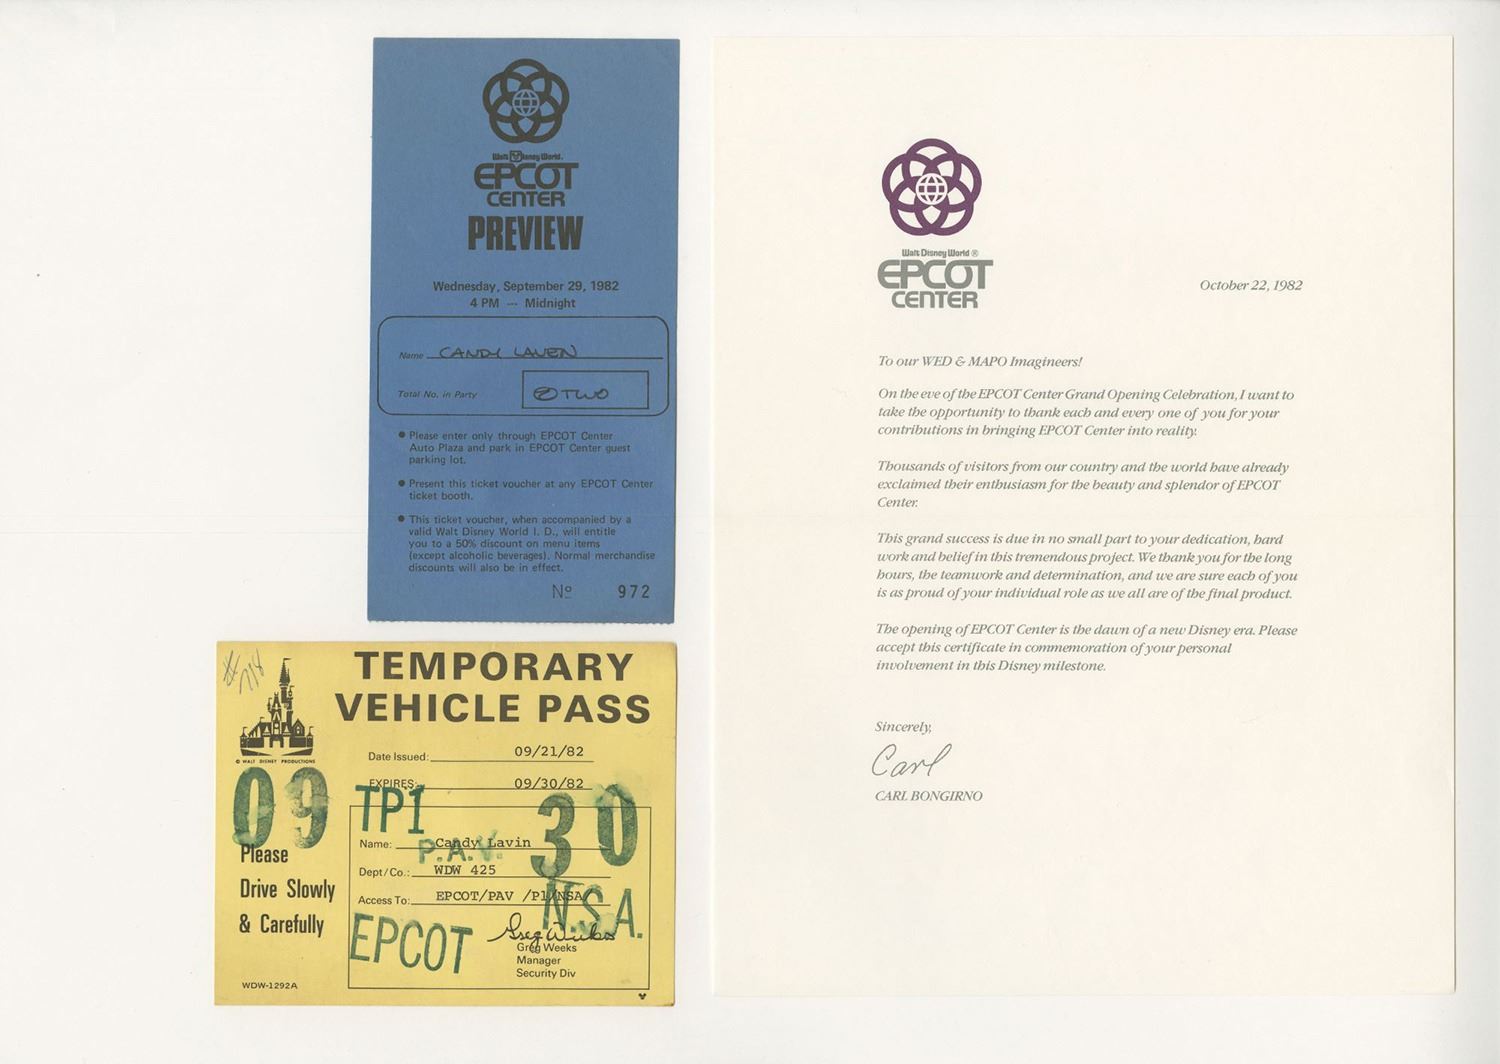 Walt Disney World.
EPCOT
CENTER
PREVIEW
Wednesday, September 29, 1982
4 PM --- Midnight
Name CANDY LAVEN
Total No. in Party ② TWO
● Please enter only through EPCOT Center
Auto Plaza and park in EPCOT Center guest
parking lot.
● Present this ticket voucher at any EPCOT Center
ticket booth.
● This ticket voucher, when accompanied by a
valid Walt Disney World I. D., will entitle
you to a 50% discount on menu items
(except alcoholic beverages). Normal merchandise
discounts will also be in effect.
Nº 972
#718
TEMPORARY
VEHICLE PASS
© WALT DISNEY PRODUCTIONS
Date Issued: 09/21/82
EXPIRES: 09/30/82
09
TP1
30
Please
Drive Slowly
& Carefully
Name: Candy Lavin
P.A.V.
Dept/Co.: WDW 425
Access To: EPCOT/PAV /P1/NSA/
N.S.A.
EPCOT
Greg Weeks
Greg Weeks
Manager
Security Div
WDW-1292A
Walt Disney World ®
EPCOT
CENTER
October 22, 1982
To our WED & MAPO Imagineers!
On the eve of the EPCOT Center Grand Opening Celebration, I want to
take the opportunity to thank each and every one of you for your
contributions in bringing EPCOT Center into reality.
Thousands of visitors from our country and the world have already
exclaimed their enthusiasm for the beauty and splendor of EPCOT
Center.
This grand success is due in no small part to your dedication, hard
work and belief in this tremendous project. We thank you for the long
hours, the teamwork and determination, and we are sure each of you
is as proud of your individual role as we all are of the final product.
The opening of EPCOT Center is the dawn of a new Disney era. Please
accept this certificate in commemoration of your personal
involvement in this Disney milestone.
Sincerely,
Carl
CARL BONGIRNO